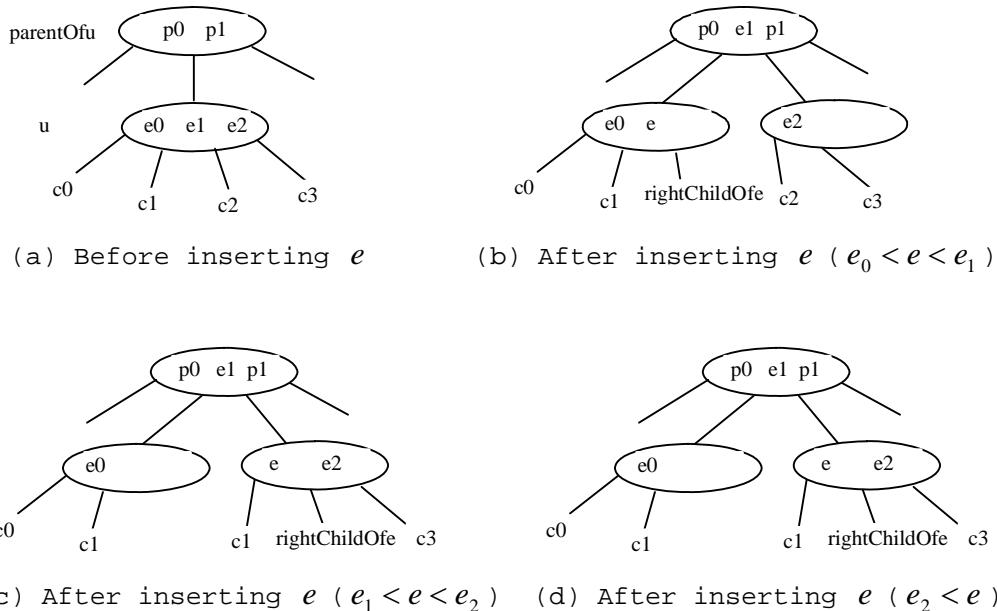 parentOfu p0 p1
u e0 e1 e2
c0 c1 c2 c3
(a) Before inserting e
p0 e1 p1
e0 e e2
c0 c1 rightChildOfe c2 c3
(b) After inserting e (e0 < e < e1)
p0 e1 p1
e0 e e2
c0 c1 c1 rightChildOfe c3
c) After inserting e (e1 < e < e2)
p0 e1 p1
e0 e e2
c0 c1 c1 rightChildOfe c3
(d) After inserting e (e2 < e)